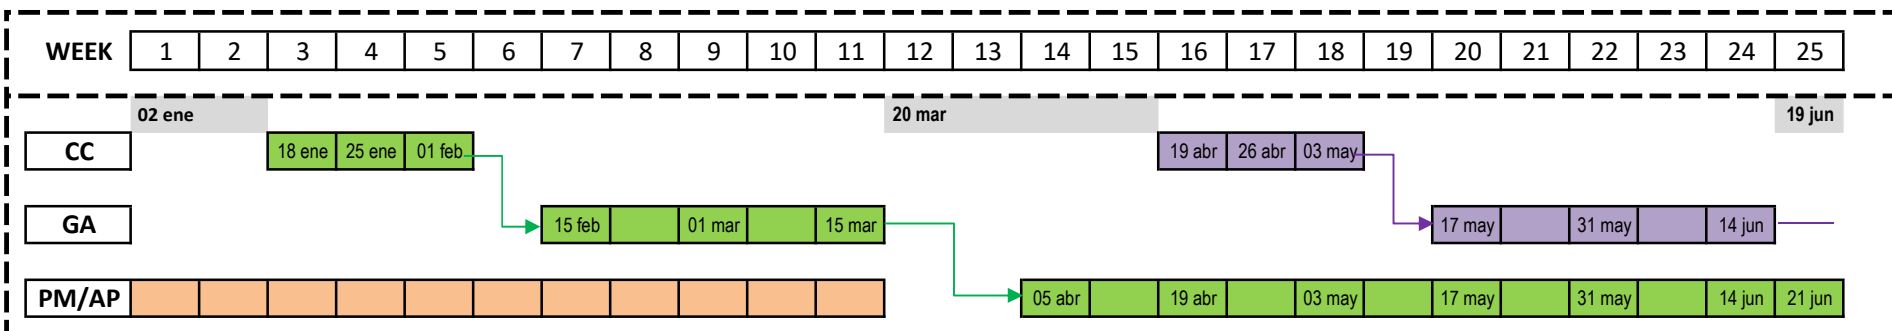 WEEK 1 2 3 4 5 6 7 8 9 10 11 12 13 14 15 16 17 18 19 20 21 22 23 24 25
02 ene 20 mar 19 jun
CC 18 ene 25 ene 01 feb 19 abr 26 abr 03 may
GA 15 feb 01 mar 15 mar 17 may 31 may 14 jun
PM/AP 05 abr 19 abr 03 may 17 may 31 may 14 jun 21 jun